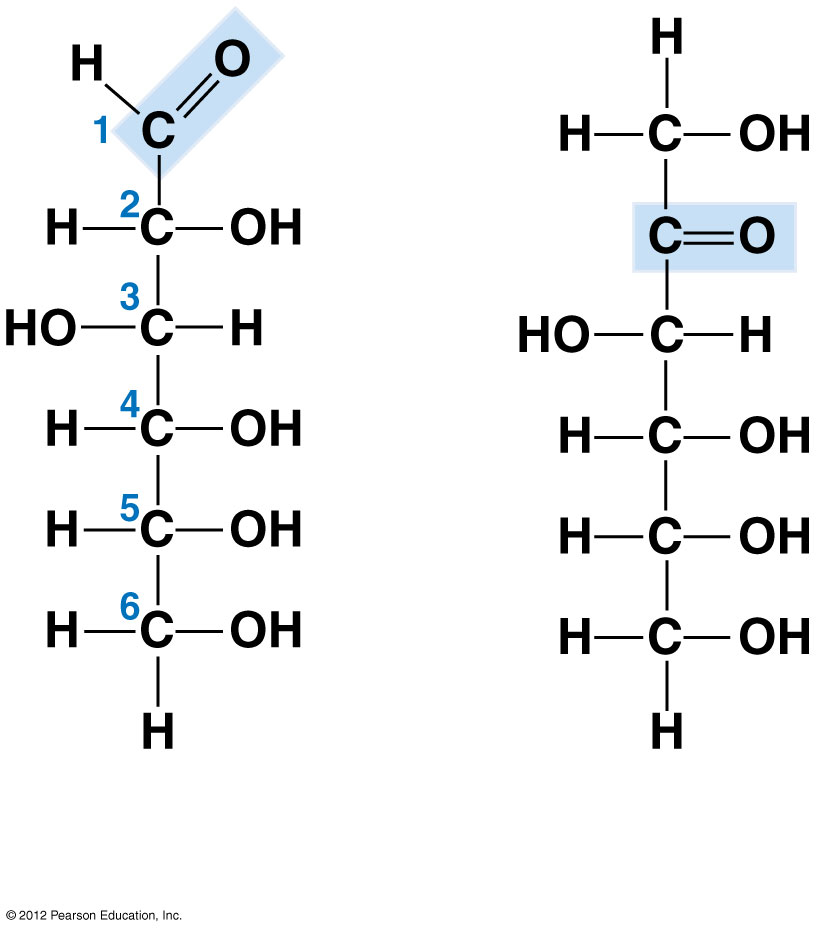 H O
1 C
2
H C OH
3
HO C H
4
H C OH
5
H C OH
6
H C OH
H
H
H C OH
C O
HO C H
H C OH
H C OH
H C OH
H
© 2012 Pearson Education, Inc.